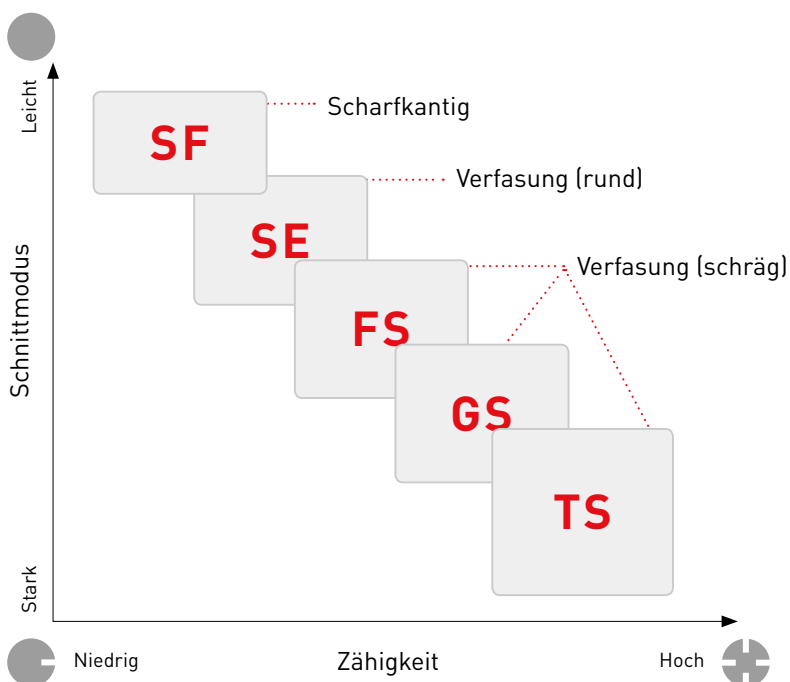 Leicht
Scharfkantig
SF
Verfasung (rund)
SE
Verfasung (schräg)
Schnittmodus
FS
GS
TS
Stark
Niedrig
Zähigkeit
Hoch